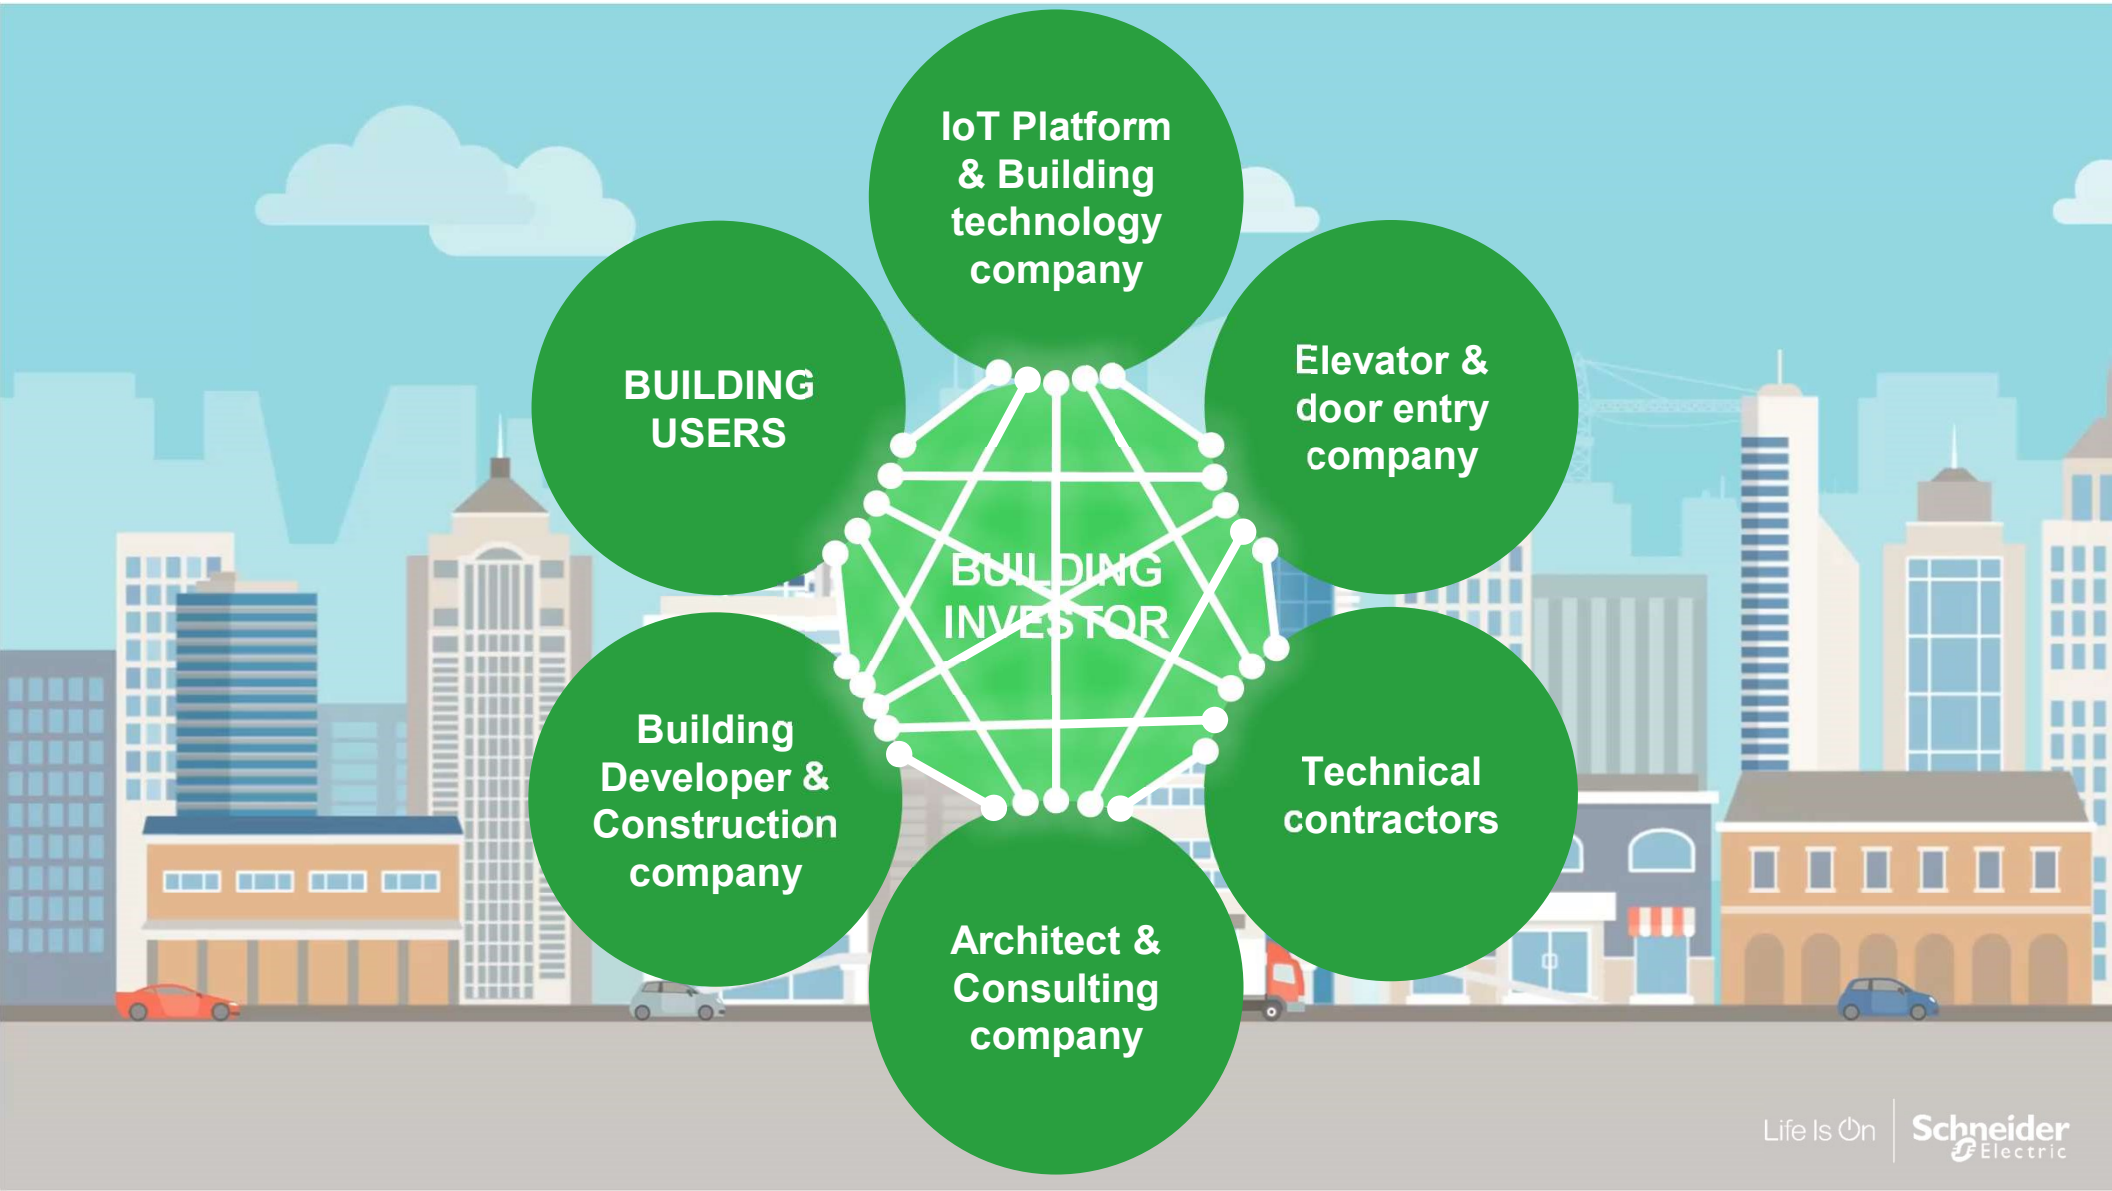 IoT Platform
& Building
technology
company
BUILDING
USERS
Elevator &
door entry
company
BUILDING
INVESTOR
Building
Developer &
Construction
company
Technical
contractors
Architect &
Consulting
company
Life Is On
Schneider
Electric